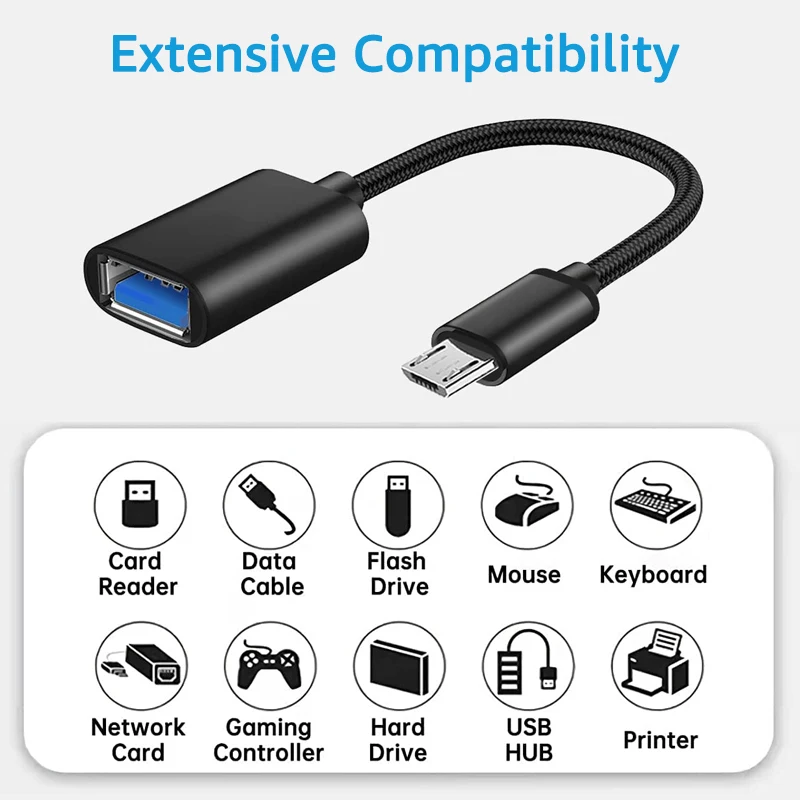 Extensive Compatibility
Card
Reader
Data
Cable
Flash
Drive
Mouse
Keyboard
Network
Card
Gaming
Controller
Hard
Drive
USB
HUB
Printer